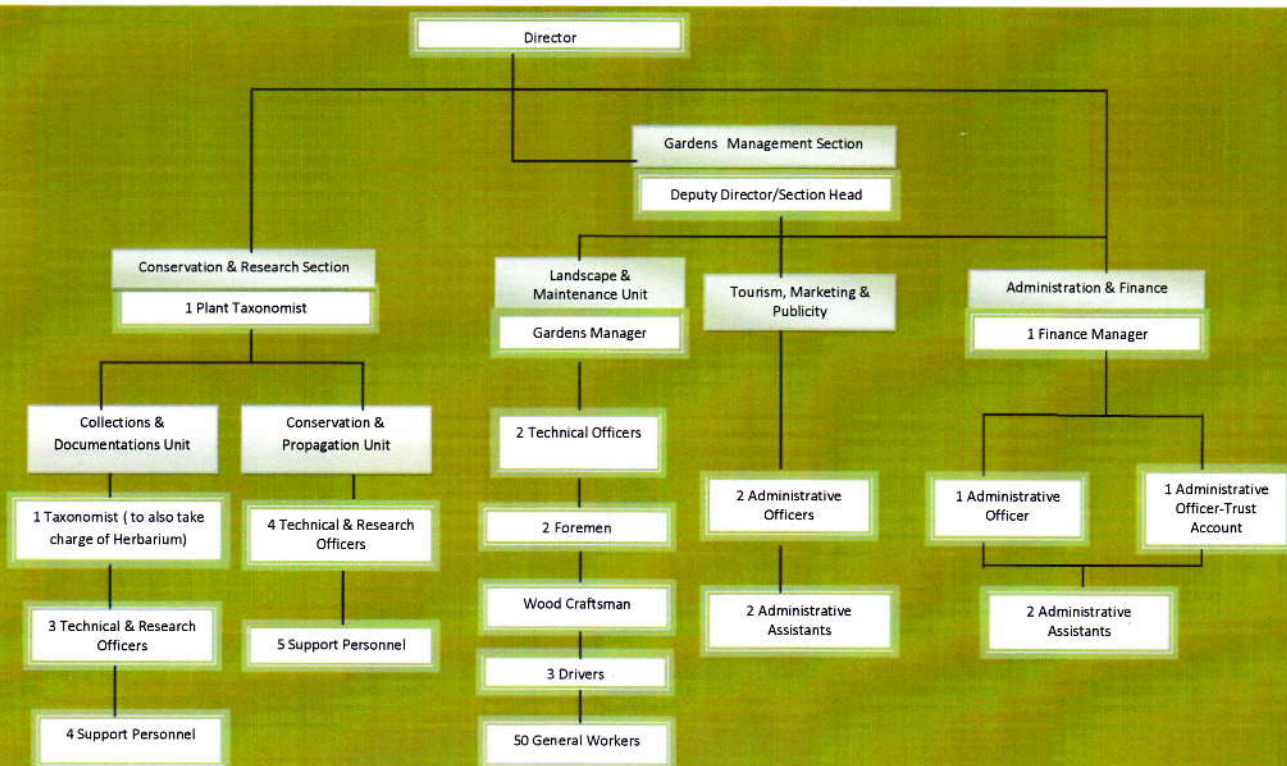 Director
Gardens Management Section
Deputy Director/Section Head
Conservation & Research Section
1 Plant Taxonomist
Landscape &
Maintenance Unit
Gardens Manager
Tourism, Marketing &
Publicity
Administration & Finance
1 Finance Manager
Collections &
Documentations Unit
1 Taxonomist ( to also take
charge of Herbarium)
3 Technical & Research
Officers
4 Support Personnel
Conservation &
Propagation Unit
4 Technical & Research
Officers
5 Support Personnel
2 Technical Officers
2 Foremen
Wood Craftsman
3 Drivers
50 General Workers
2 Administrative
Officers
2 Administrative
Assistants
1 Administrative
Officer
1 Administrative
Officer-Trust
Account
2 Administrative
Assistants